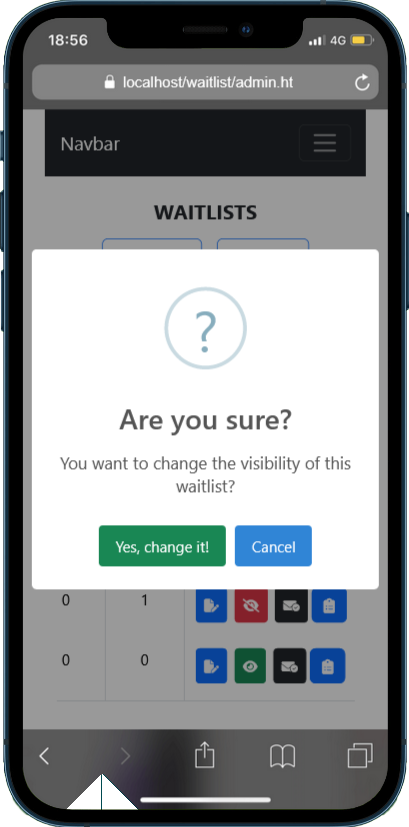 18:56
4G
localhost/waitlist/admin.ht
Navbar
WAITLISTS
?
Are you sure?
You want to change the visibility of this
waitlist?
Yes, change it! Cancel
0 1
0 0